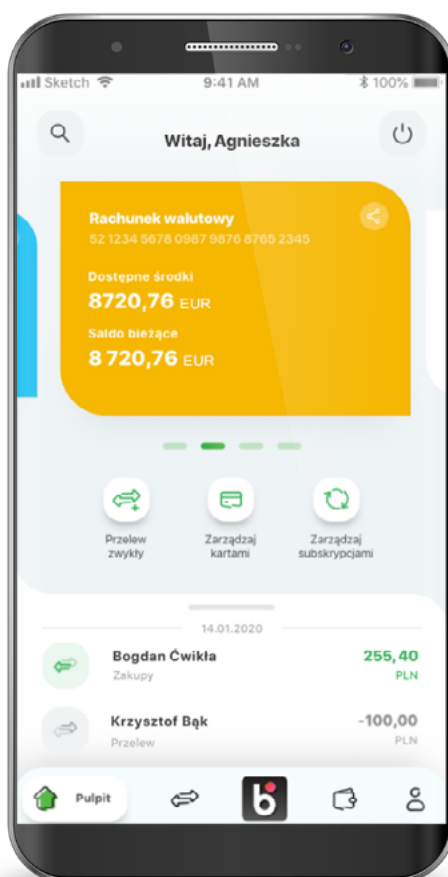 Sketch 9:41 AM 100%
Witaj, Agnieszka
Rachunek walutowy
52 1234 5678 0987 9876 8765 2345
Dostępne środki
8720,76 EUR
Saldo bieżące
8 720,76 EUR
Przelew zwykły
Zarządzaj kartami
Zarządzaj subskrypcjami
14.01.2020
Bogdan Ćwikła 255,40
Zakupy PLN
Krzysztof Bąk -100,00
Przelew PLN
Pulpit